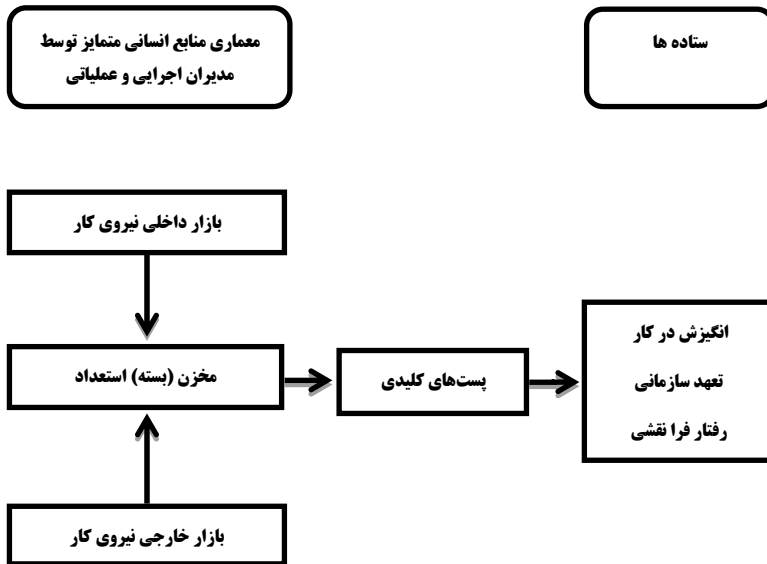 معماری منابع انسانی متمایز توسط
مدیران اجرایی و عملیاتی
ستاده ها
بازار داخلی نیروی کار
مخزن (بسته) استعداد
پست‌های کلیدی
انگیزش در کار
تعهد سازمانی
رفتار فرا نقشی
بازار خارجی نیروی کار